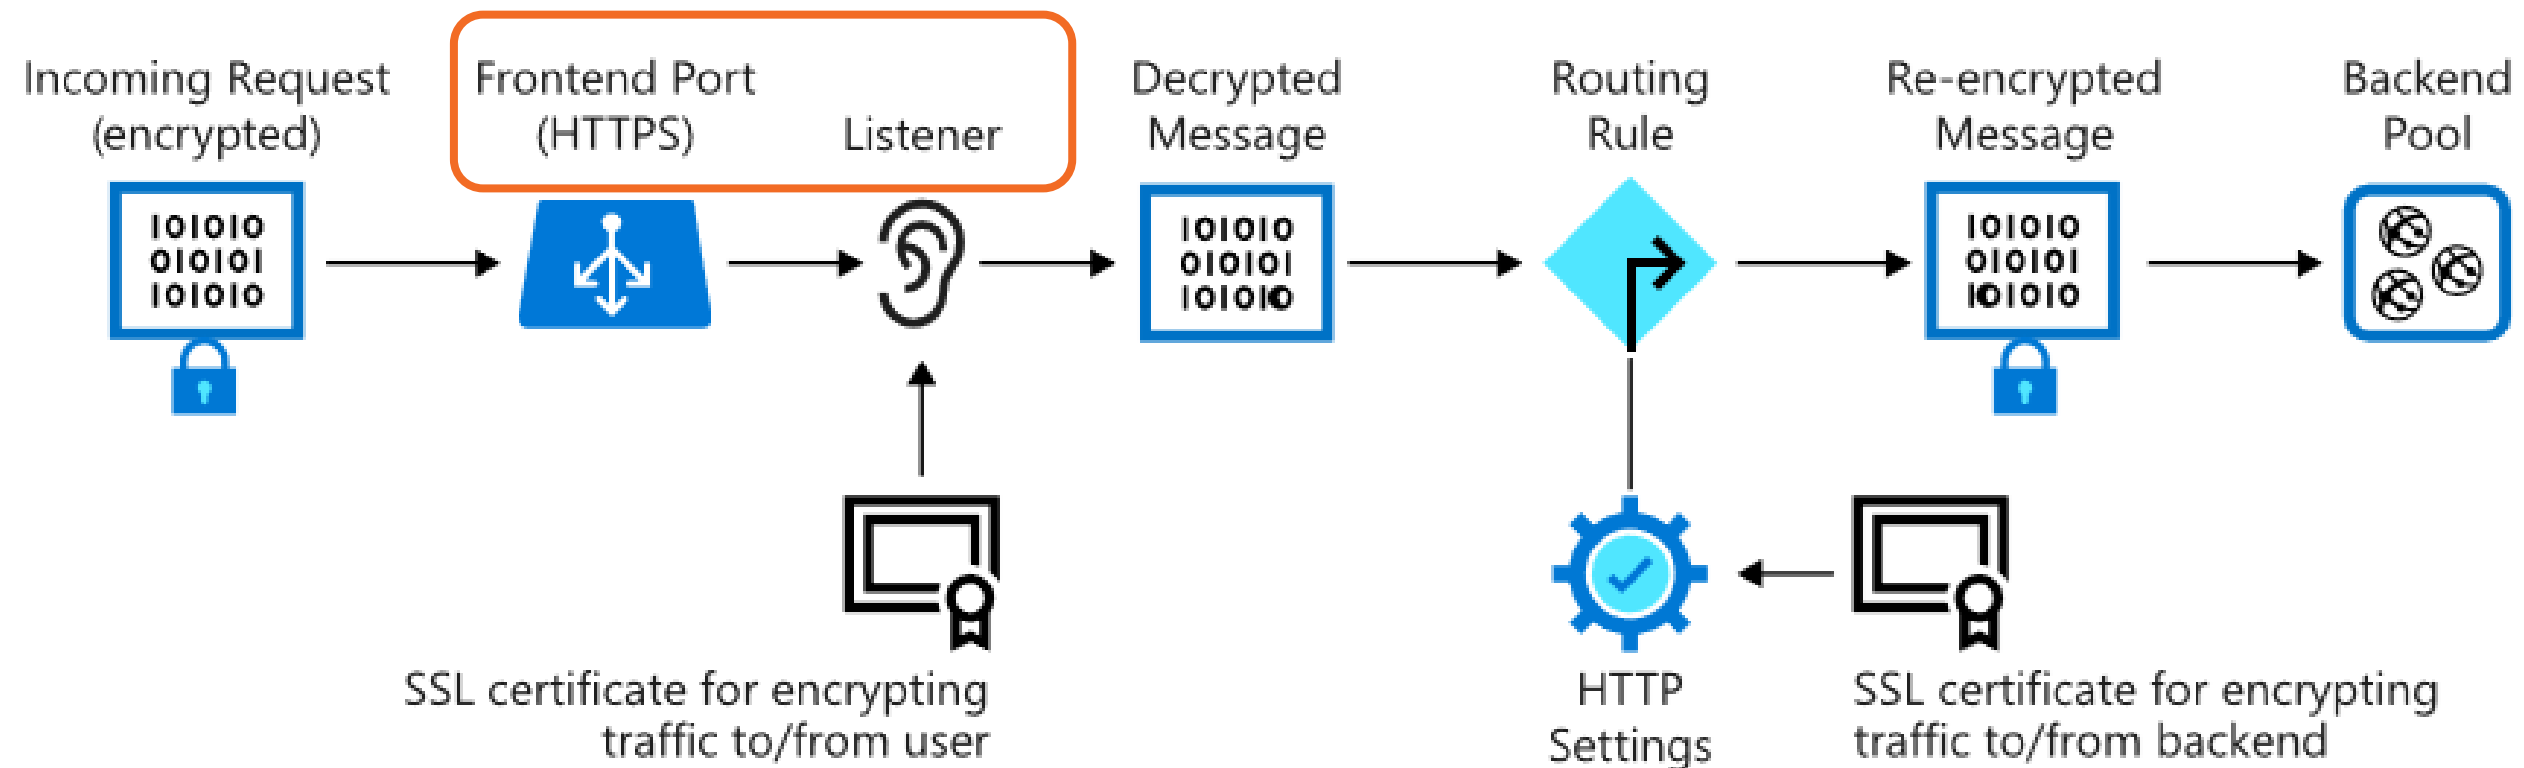 Incoming Request
(encrypted)
Frontend Port
(HTTPS)
Listener
Decrypted
Message
Routing
Rule
Re-encrypted
Message
Backend
Pool
101010
010101
101010
101010
010101
101010
101010
010101
101010
SSL certificate for encrypting
traffic to/from user
HTTP
Settings
SSL certificate for encrypting
traffic to/from backend